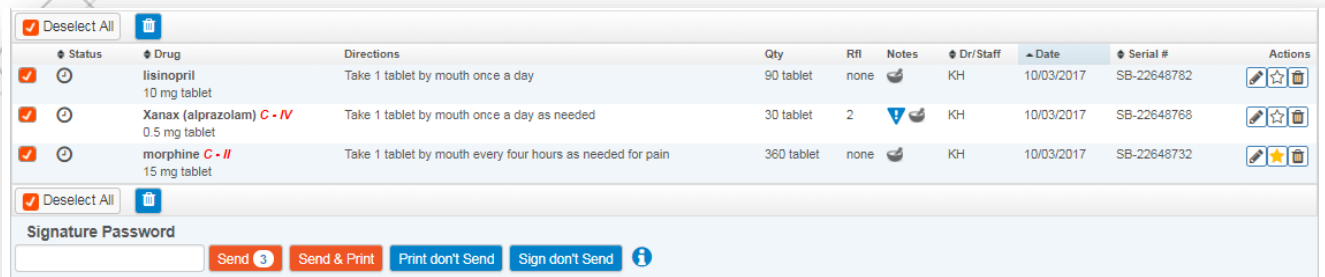 Deselect All
Status Drug Directions Qty Rfl Notes Dr/Staff Date Serial # Actions
lisinopril Take 1 tablet by mouth once a day 90 tablet none KH 10/03/2017 SB-22648782
10 mg tablet
Xanax (alprazolam) C - IV Take 1 tablet by mouth once a day as needed 30 tablet 2 KH 10/03/2017 SB-22648768
0.5 mg tablet
morphine C - II Take 1 tablet by mouth every four hours as needed for pain 360 tablet none KH 10/03/2017 SB-22648732
15 mg tablet
Deselect All
Signature Password
Send 3 Send & Print Print don't Send Sign don't Send